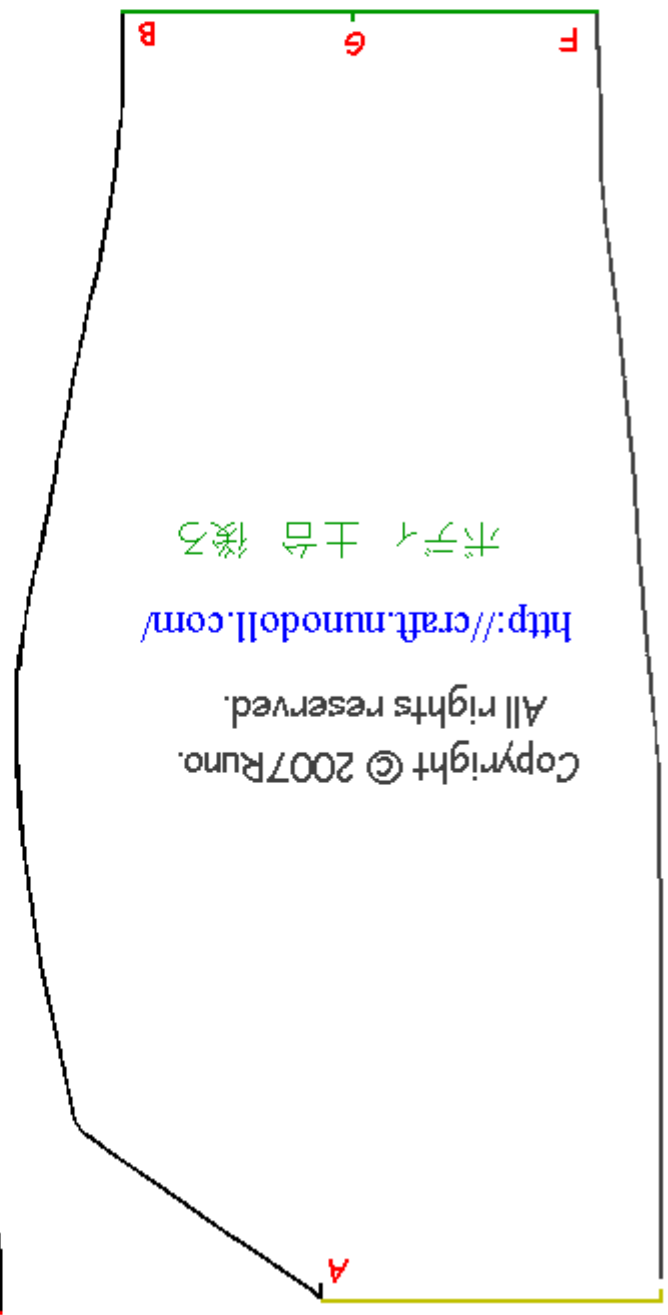 A
Copyright © 2007Runo.
All rights reserved.
http://craft.nunodoll.com/
ボディ 土台 後ろ
F G B